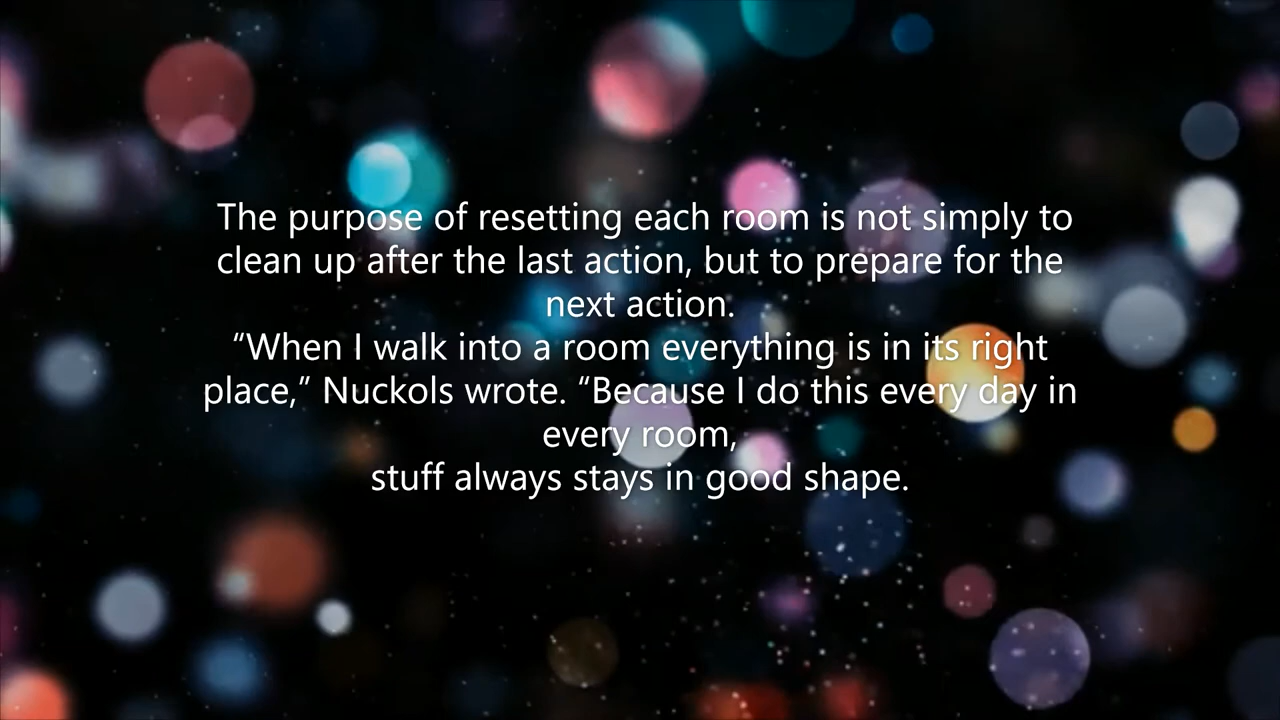 The purpose of resetting each room is not simply to
clean up after the last action, but to prepare for the
next action.
“When I walk into a room everything is in its right
place,” Nuckols wrote. “Because I do this every day in
every room,
stuff always stays in good shape.